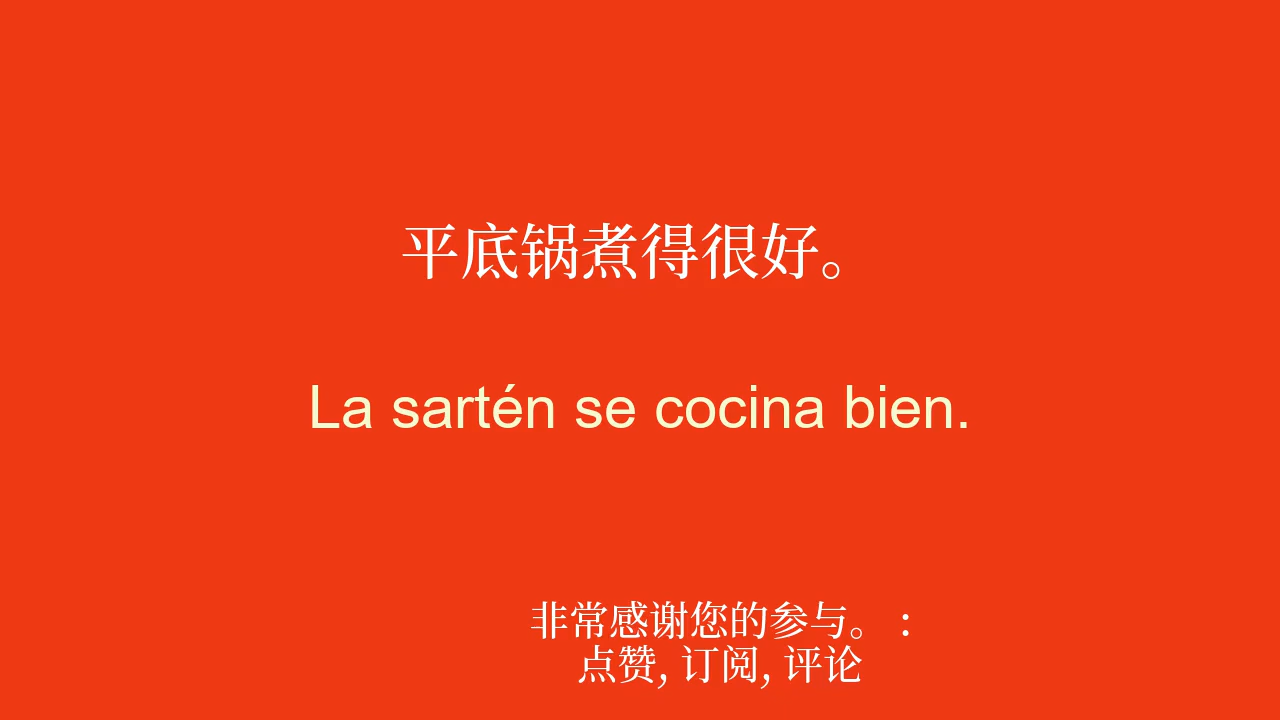 平底锅煮得很好。
La sartén se cocina bien.
非常感谢您的参与。 :
点赞, 订阅, 评论